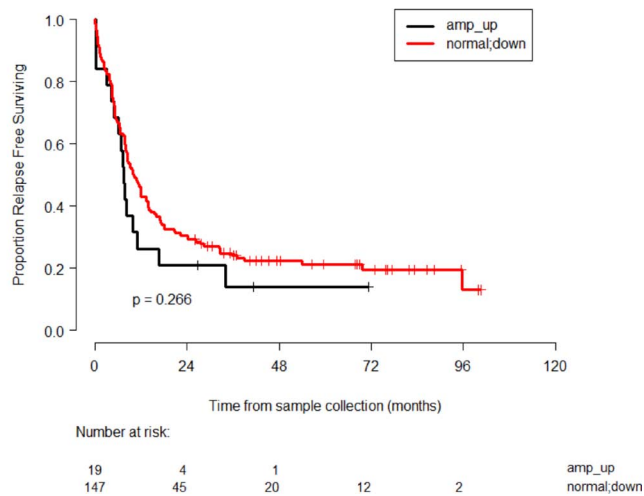 amp_up
normal;down
Proportion Relapse Free Surviving
1.0
0.8
0.6
0.4
0.2
0.0
p = 0.266
0 24 48 72 96 120
Time from sample collection (months)
Number at risk:
19 4 1 amp_up
147 45 20 12 2 normal;down